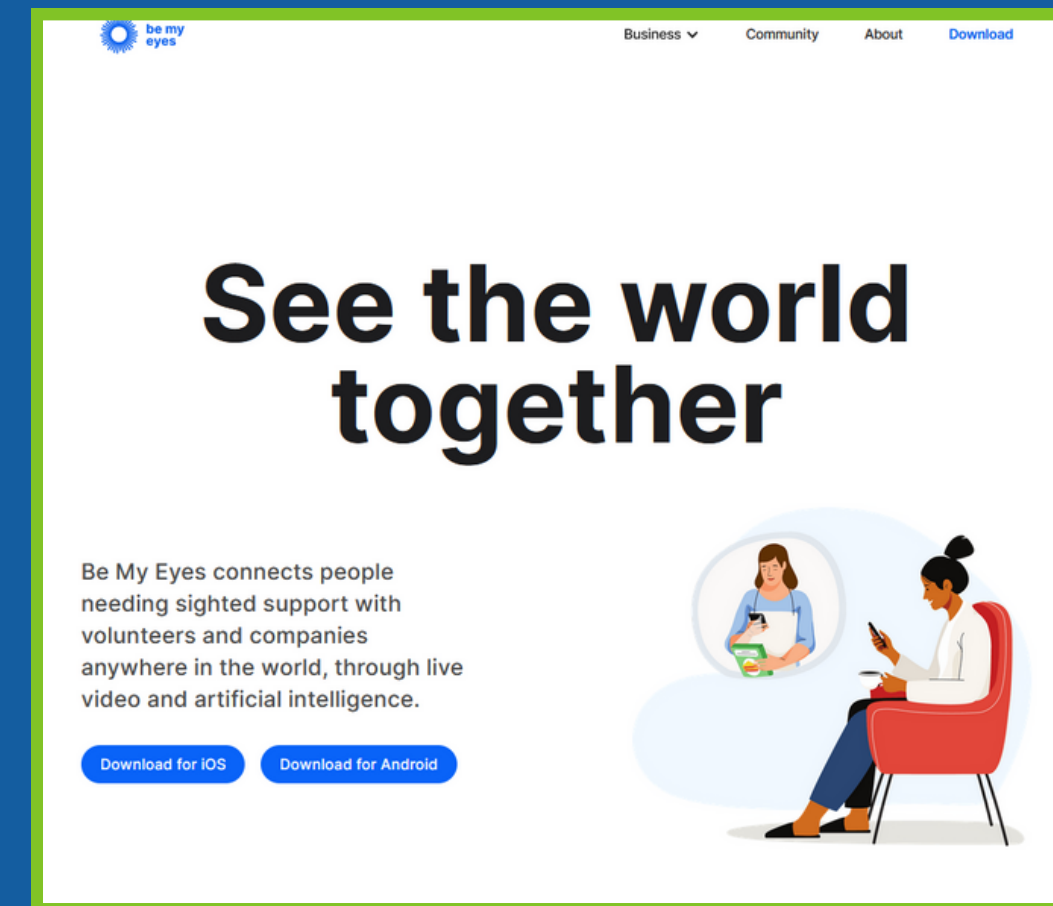 be my
eyes
Business Community About Download
See the world
together
Be My Eyes connects people
needing sighted support with
volunteers and companies
anywhere in the world, through live
video and artificial intelligence.
Download for iOS Download for Android